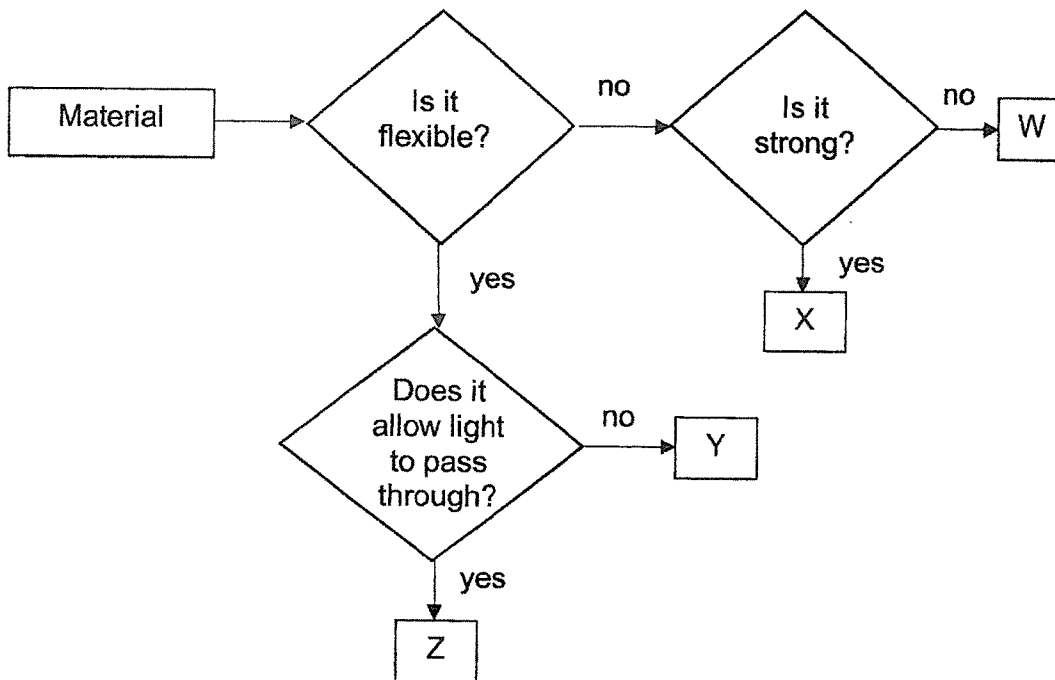 Material
Is it
flexible?
no
Is it
strong?
no
W
yes
X
yes
Does it
allow light
to pass
through?
no
Y
yes
Z